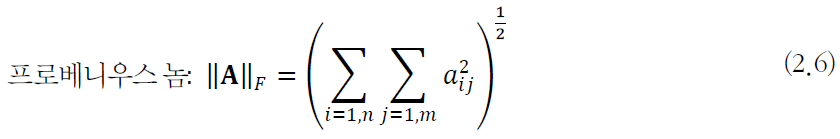 프로베니우스 놈: ‖𝐀‖_F = (∑_{i=1,n} ∑_{j=1,m} a_{ij}^2)^{1/2} (2.6)